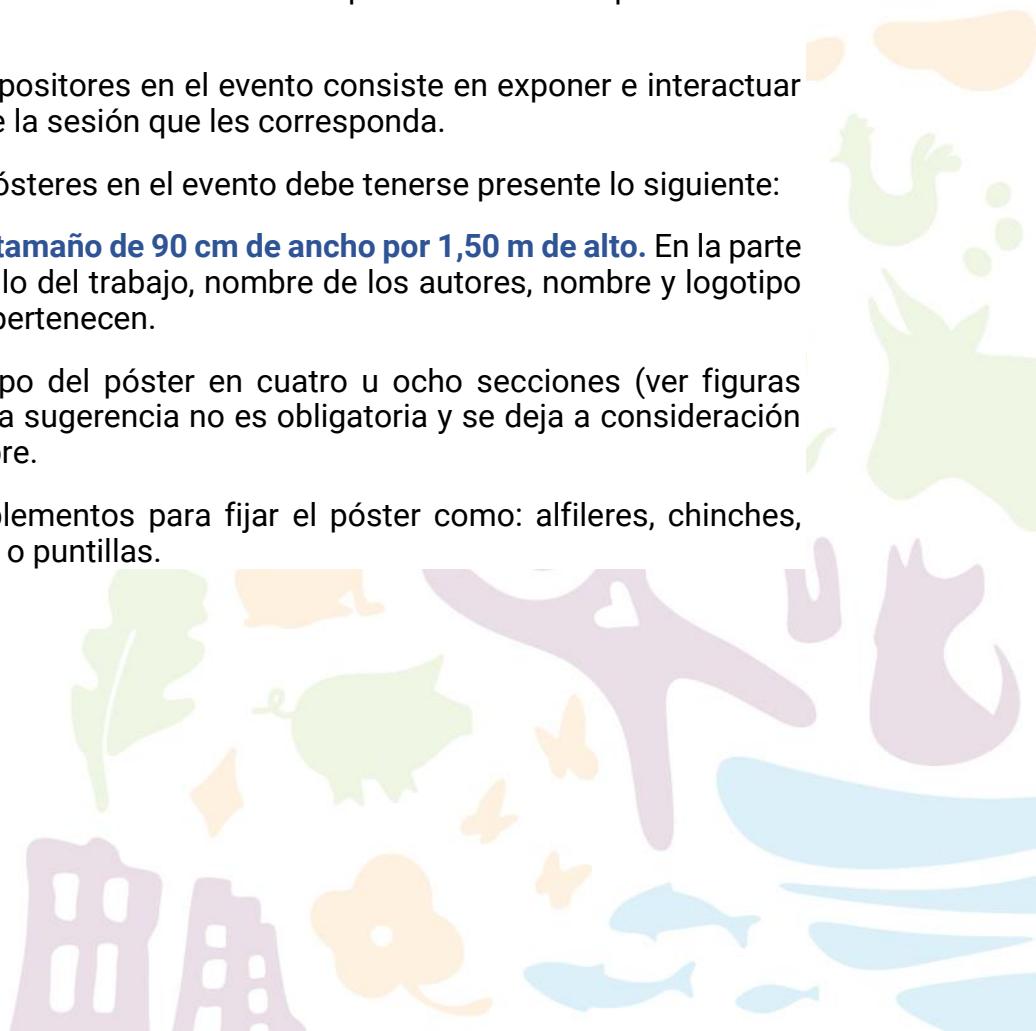 positores en el evento consiste en exponer e interactuar
e la sesión que les corresponda.
ósteres en el evento debe tenerse presente lo siguiente:
tamaño de 90 cm de ancho por 1,50 m de alto. En la parte
lo del trabajo, nombre de los autores, nombre y logotipo
pertenecen.
po del póster en cuatro u ocho secciones (ver figuras
a sugerencia no es obligatoria y se deja a consideración
re.
lementos para fijar el póster como: alfileres, chinches,
o puntillas.